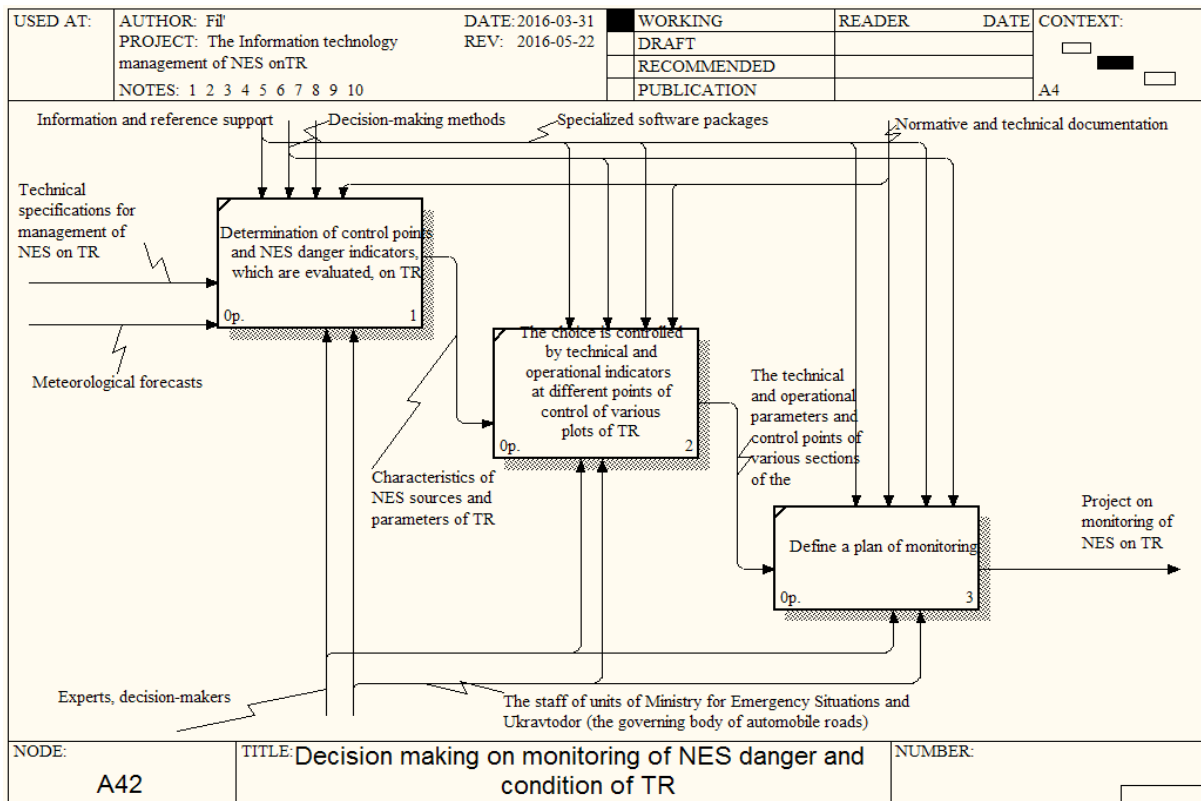 USED AT:
AUTHOR: Fil'
DATE: 2016-03-31
PROJECT: The Information technology
management of NES onTR
REV: 2016-05-22
NOTES: 1 2 3 4 5 6 7 8 9 10
WORKING
DRAFT
RECOMMENDED
PUBLICATION
READER DATE
CONTEXT:
A4
Information and reference support
Decision-making methods
Specialized software packages
Normative and technical documentation
Technical
specifications for
management of
NES on TR
Meteorological forecasts
Determination of control points
and NES danger indicators,
which are evaluated, on TR
0p. 1
Characteristics of
NES sources and
parameters of TR
The choice is controlled
by technical and
operational indicators
at different points of
control of various
plots of TR
0p. 2
The technical
and operational
parameters and
control points of
various sections
of the
Define a plan of monitoring
0p. 3
Project on
monitoring of
NES on TR
Experts, decision-makers
The staff of units of Ministry for Emergency Situations and
Ukravtodor (the governing body of automobile roads)
NODE:
A42
TITLE: Decision making on monitoring of NES danger and
condition of TR
NUMBER: